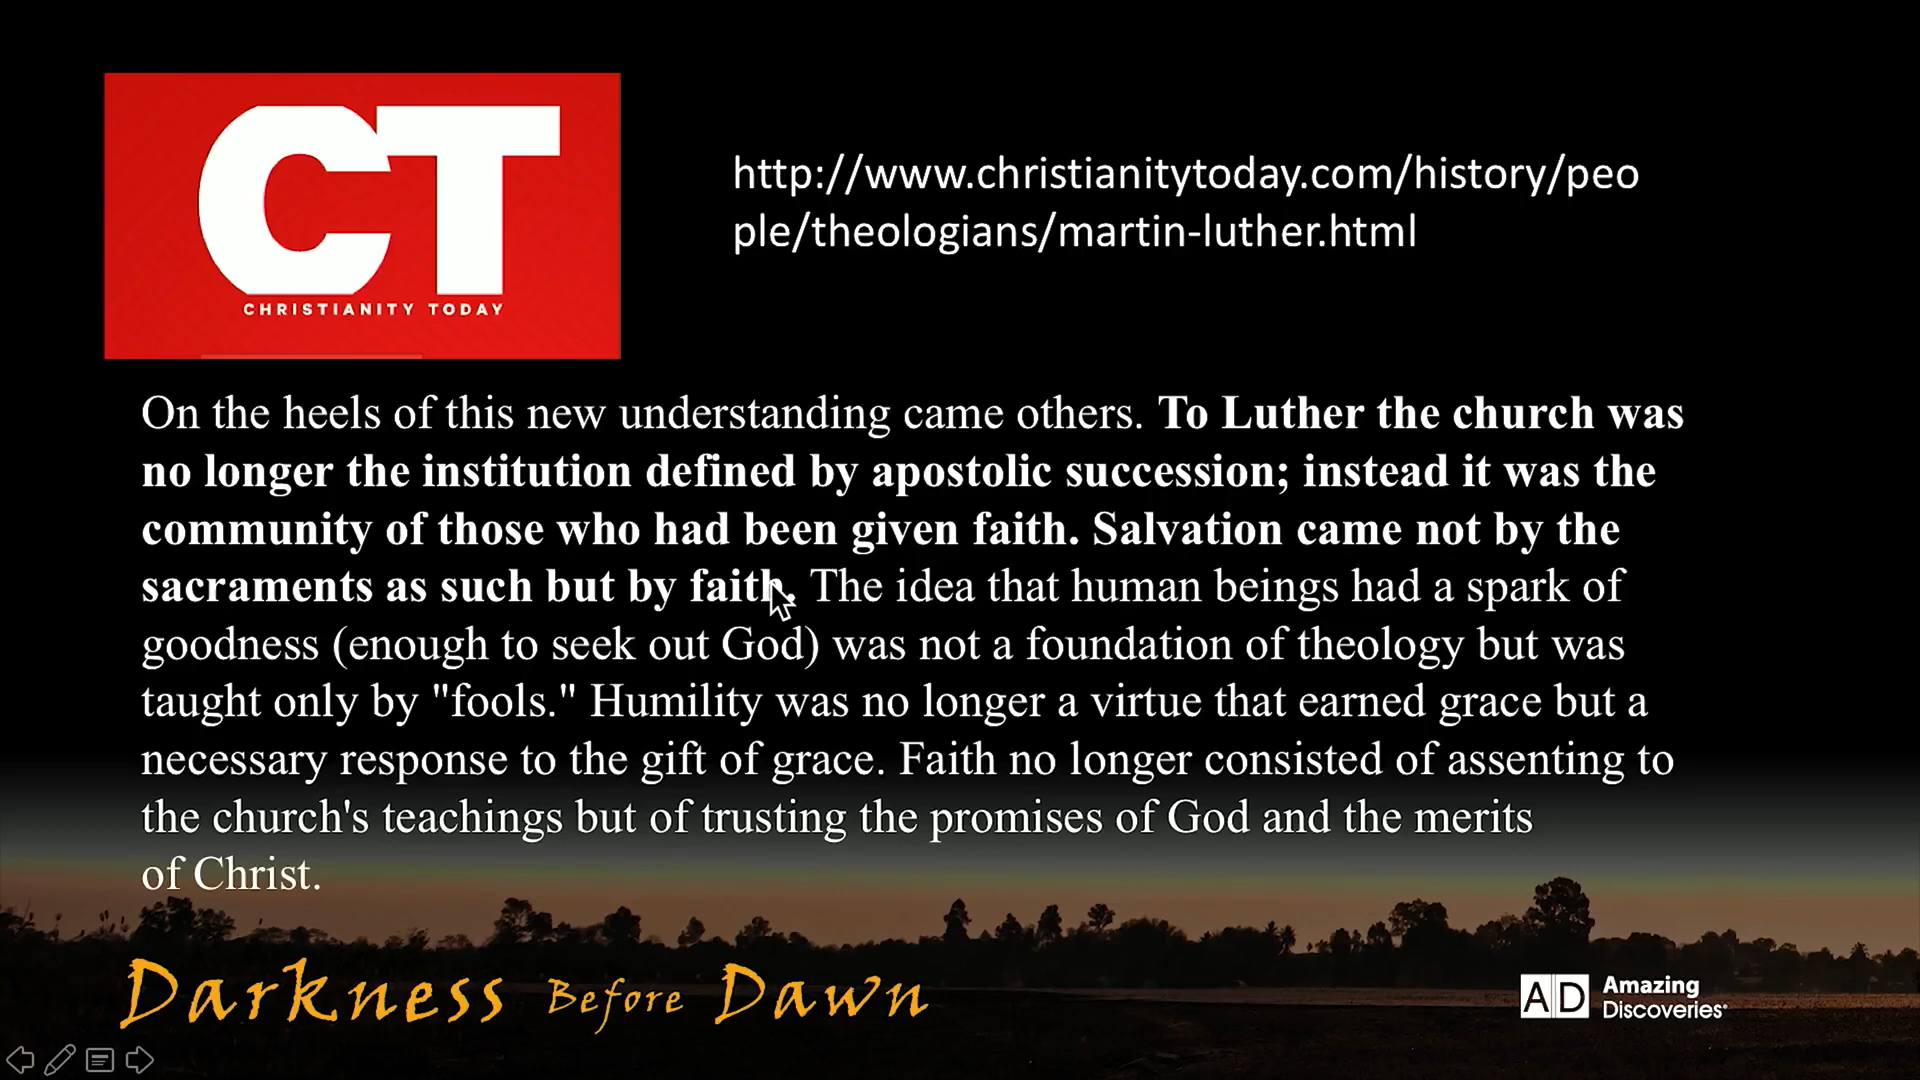 CT
CHRISTIANITY TODAY
http://www.christianitytoday.com/history/peo
ple/theologians/martin-luther.html
On the heels of this new understanding came others. To Luther the church was
no longer the institution defined by apostolic succession; instead it was the
community of those who had been given faith. Salvation came not by the
sacraments as such but by faith. The idea that human beings had a spark of
goodness (enough to seek out God) was not a foundation of theology but was
taught only by "fools." Humility was no longer a virtue that earned grace but a
necessary response to the gift of grace. Faith no longer consisted of assenting to
the church's teachings but of trusting the promises of God and the merits
of Christ.
Darkness Before Dawn
AD Amazing
Discoveries